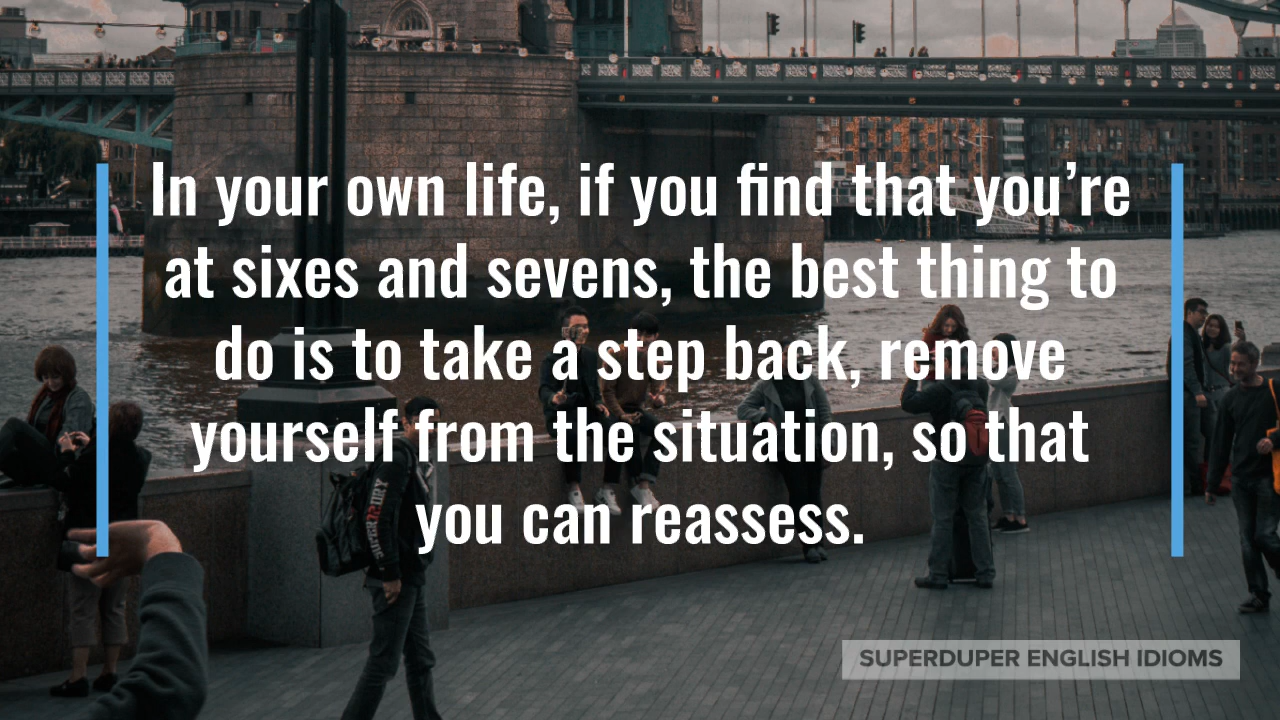 In your own life, if you find that you’re
at sixes and sevens, the best thing to
do is to take a step back, remove
yourself from the situation, so that
you can reassess.
SUPERDRY
SUPERDUPER ENGLISH IDIOMS